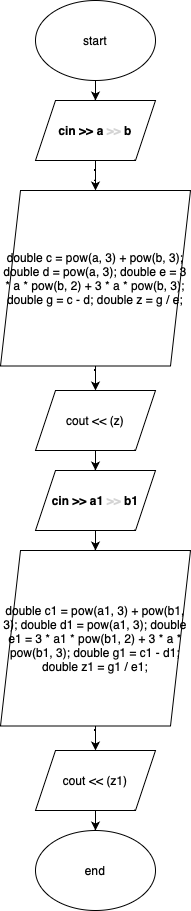 start
cin >> a >> b
double c = pow(a, 3) + pow(b, 3);
double d = pow(a, 3); double e = 3
* a * pow(b, 2) + 3 * a * pow(b, 3);
double g = c - d; double z = g / e;
cout << (z)
cin >> a1 >> b1
double c1 = pow(a1, 3) + pow(b1,
3); double d1 = pow(a1, 3); double
e1 = 3 * a1 * pow(b1, 2) + 3 * a *
pow(b1, 3); double g1 = c1 - d1;
double z1 = g1 / e1;
cout << (z1)
end